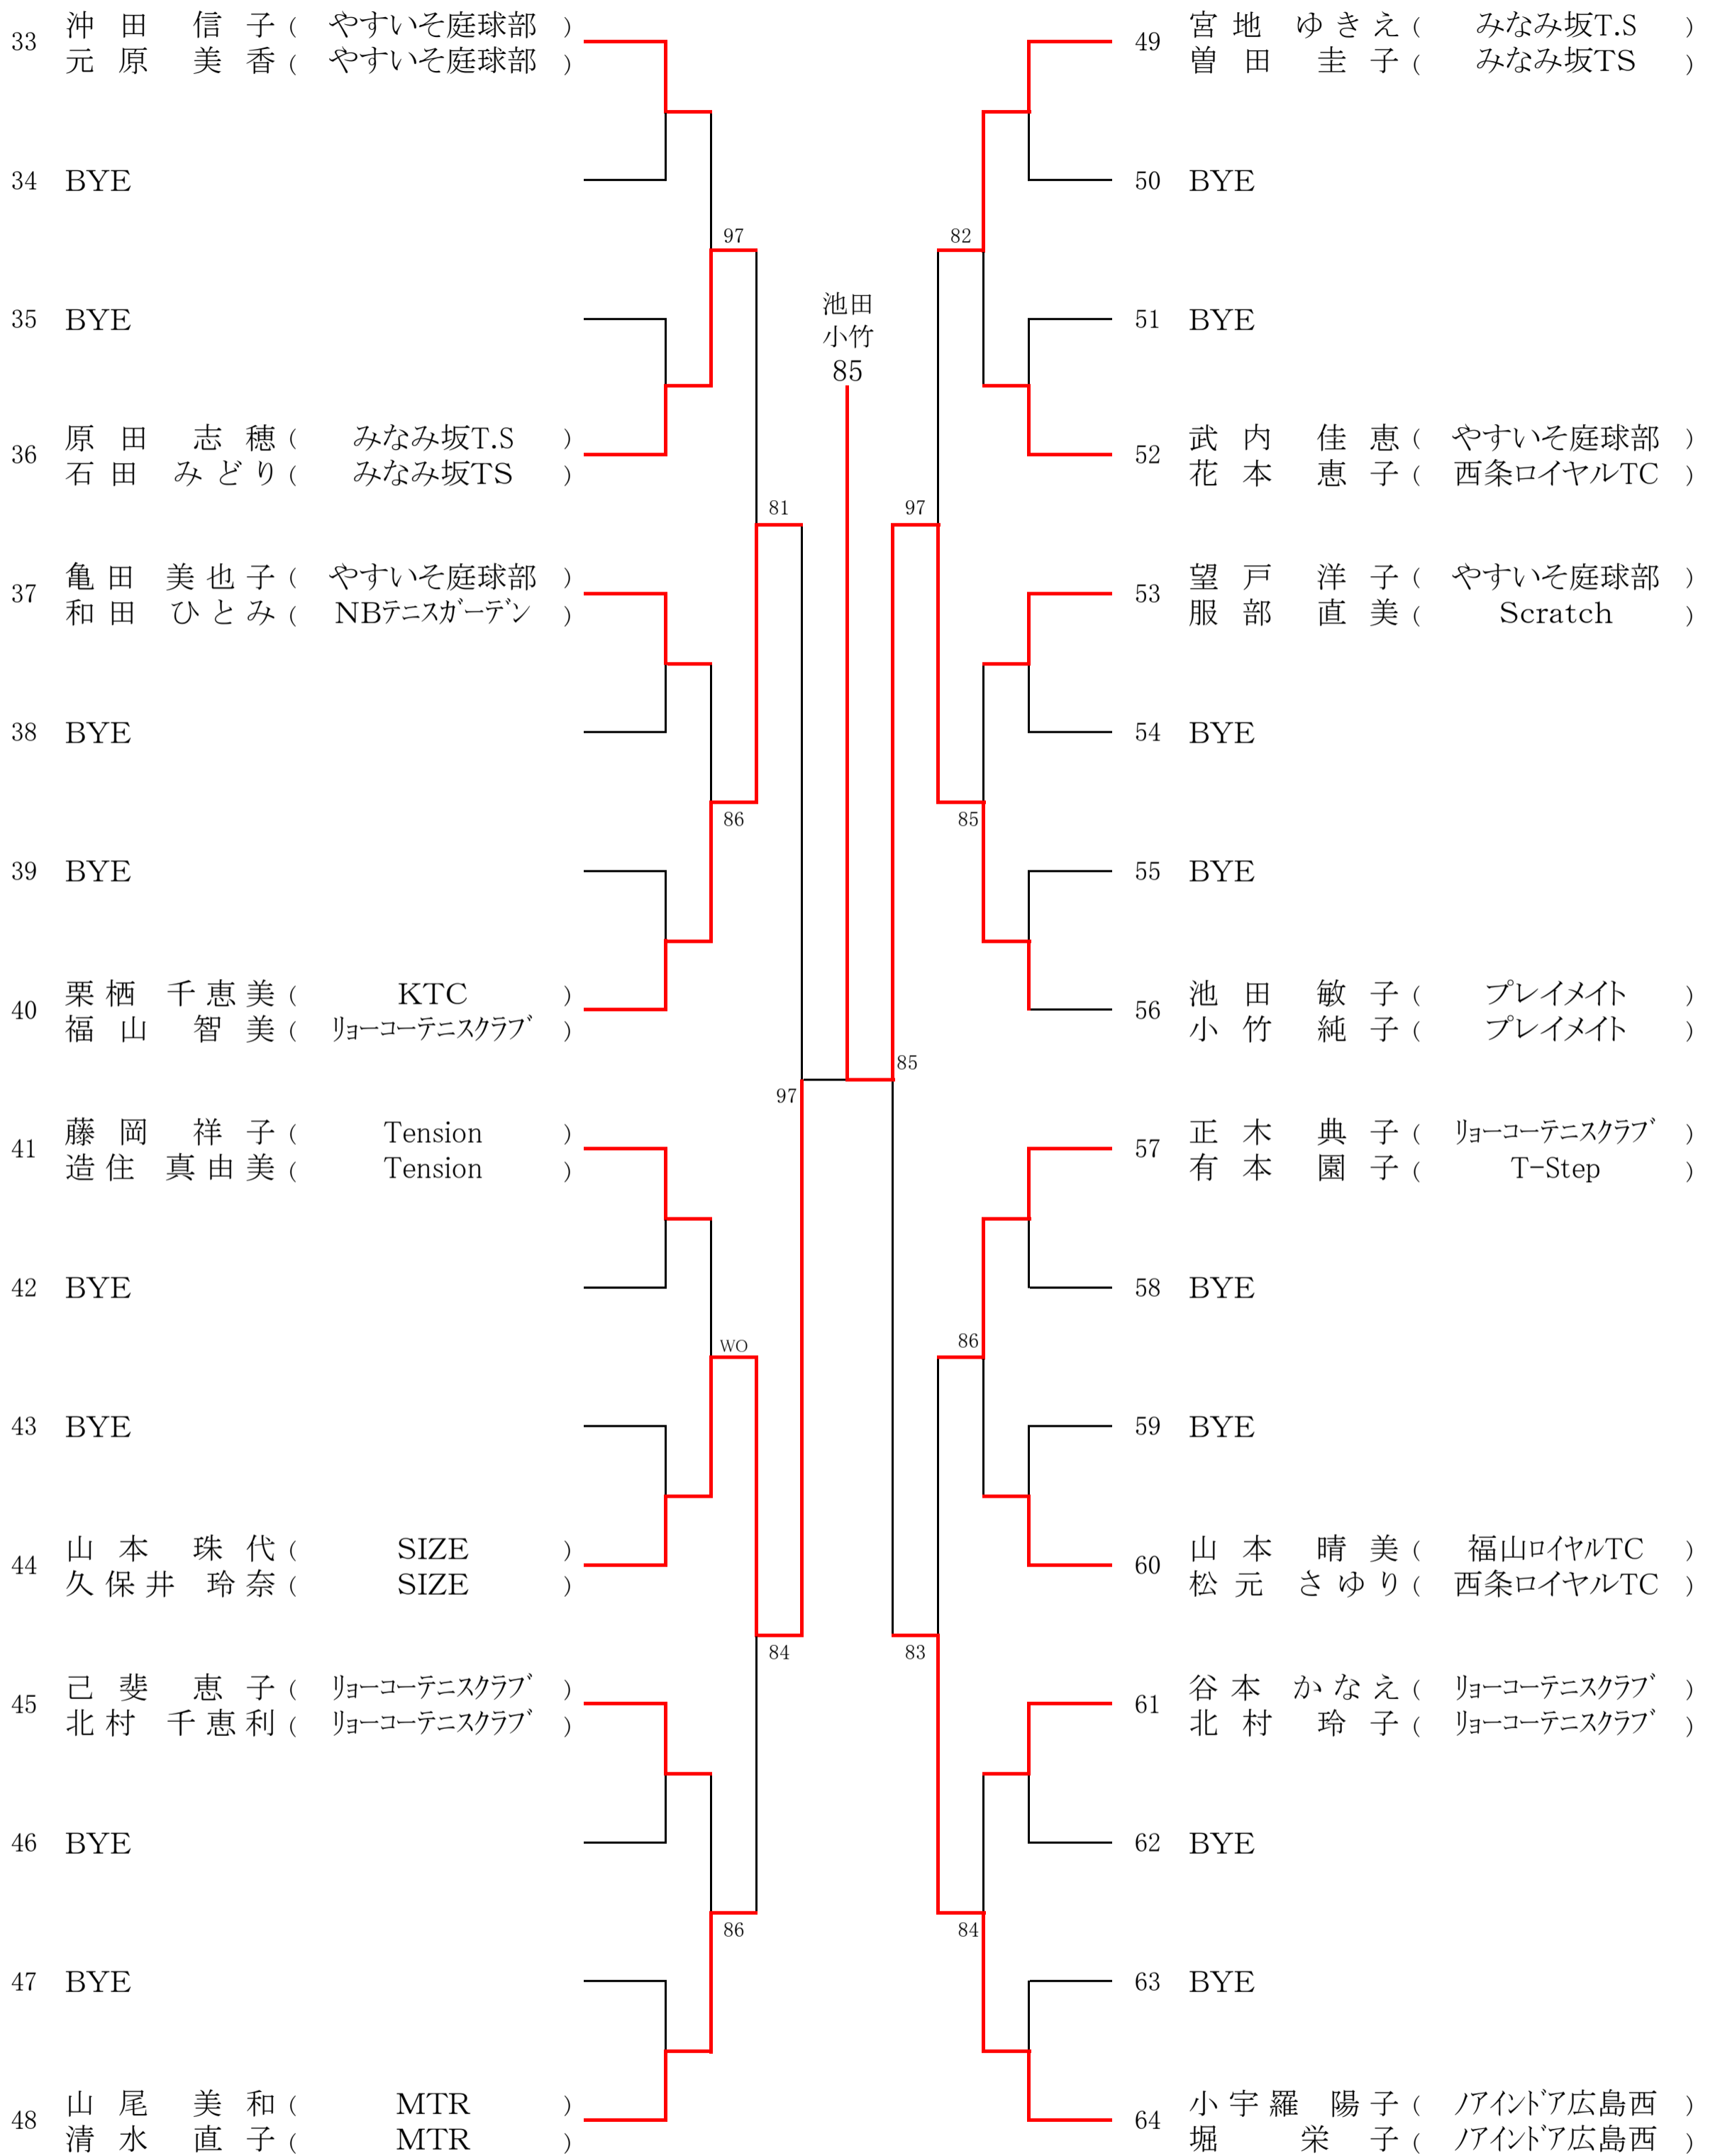 33 沖田 信子 ( やすいそ庭球部 )
元原 美香 ( やすいそ庭球部 )
34 BYE
35 BYE
36 原田 志穂 ( みなみ坂T.S )
石田 みどり ( みなみ坂TS )
37 亀田 美也子 ( やすいそ庭球部 )
和田 ひとみ ( NBﾃﾆｽｶﾞｰﾃﾞﾝ )
38 BYE
39 BYE
40 栗栖 千恵美 ( KTC )
福山 智美 ( ﾘｮｰｺｰﾃﾆｽｸﾗﾌﾞ )
41 藤岡 祥子 ( Tension )
造住 真由美 ( Tension )
42 BYE
43 BYE
44 山本 珠代 ( SIZE )
久保井 玲奈 ( SIZE )
45 己斐 恵子 ( ﾘｮｰｺｰﾃﾆｽｸﾗﾌﾞ )
北村 千恵利 ( ﾘｮｰｺｰﾃﾆｽｸﾗﾌﾞ )
46 BYE
47 BYE
48 山尾 美和 ( MTR )
清水 直子 ( MTR )
97
86
WO
86
81
84
97
池田
小竹
85
85
97
83
82
85
86
84
49 宮地 ゆきえ ( みなみ坂T.S )
曽田 圭子 ( みなみ坂TS )
50 BYE
51 BYE
52 武内 佳恵 ( やすいそ庭球部 )
花本 恵子 ( 西条ロイヤルTC )
53 望戸 洋子 ( やすいそ庭球部 )
服部 直美 ( Scratch )
54 BYE
55 BYE
56 池田 敏子 ( プレイメイト )
小竹 純子 ( プレイメイト )
57 正木 典子 ( ﾘｮｰｺｰﾃﾆｽｸﾗﾌﾞ )
有本 園子 ( T-Step )
58 BYE
59 BYE
60 山本 晴美 ( 福山ﾛｲﾔﾙTC )
松元 さゆり ( 西条ロイヤルTC )
61 谷本 かなえ ( ﾘｮｰｺｰﾃﾆｽｸﾗﾌﾞ )
北村 玲子 ( ﾘｮｰｺｰﾃﾆｽｸﾗﾌﾞ )
62 BYE
63 BYE
64 小宇羅 陽子 ( ﾉｱｲﾝﾄﾞｱ広島西 )
堀 栄子 ( ﾉｱｲﾝﾄﾞｱ広島西 )